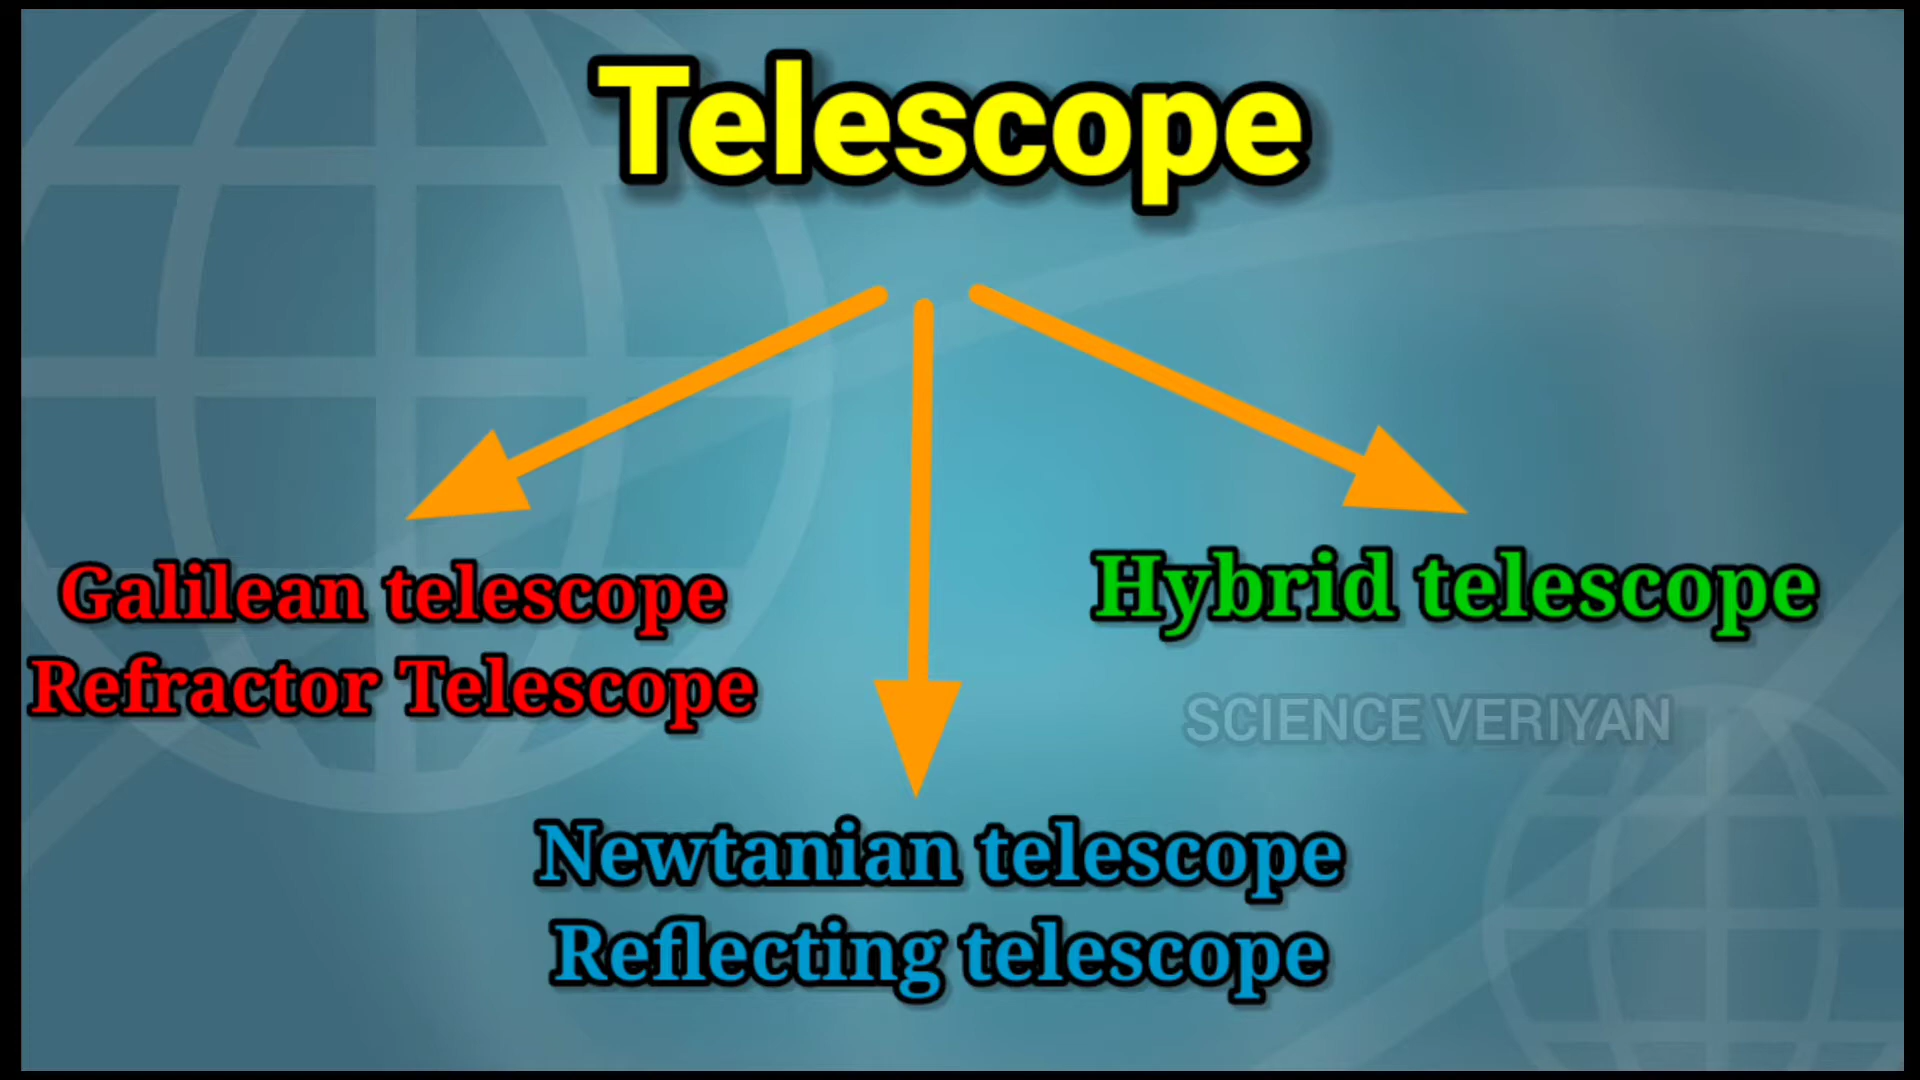 Telescope
Galilean telescope
Refractor Telescope
Hybrid telescope
SCIENCE VERIYAN
Newtanian telescope
Reflecting telescope